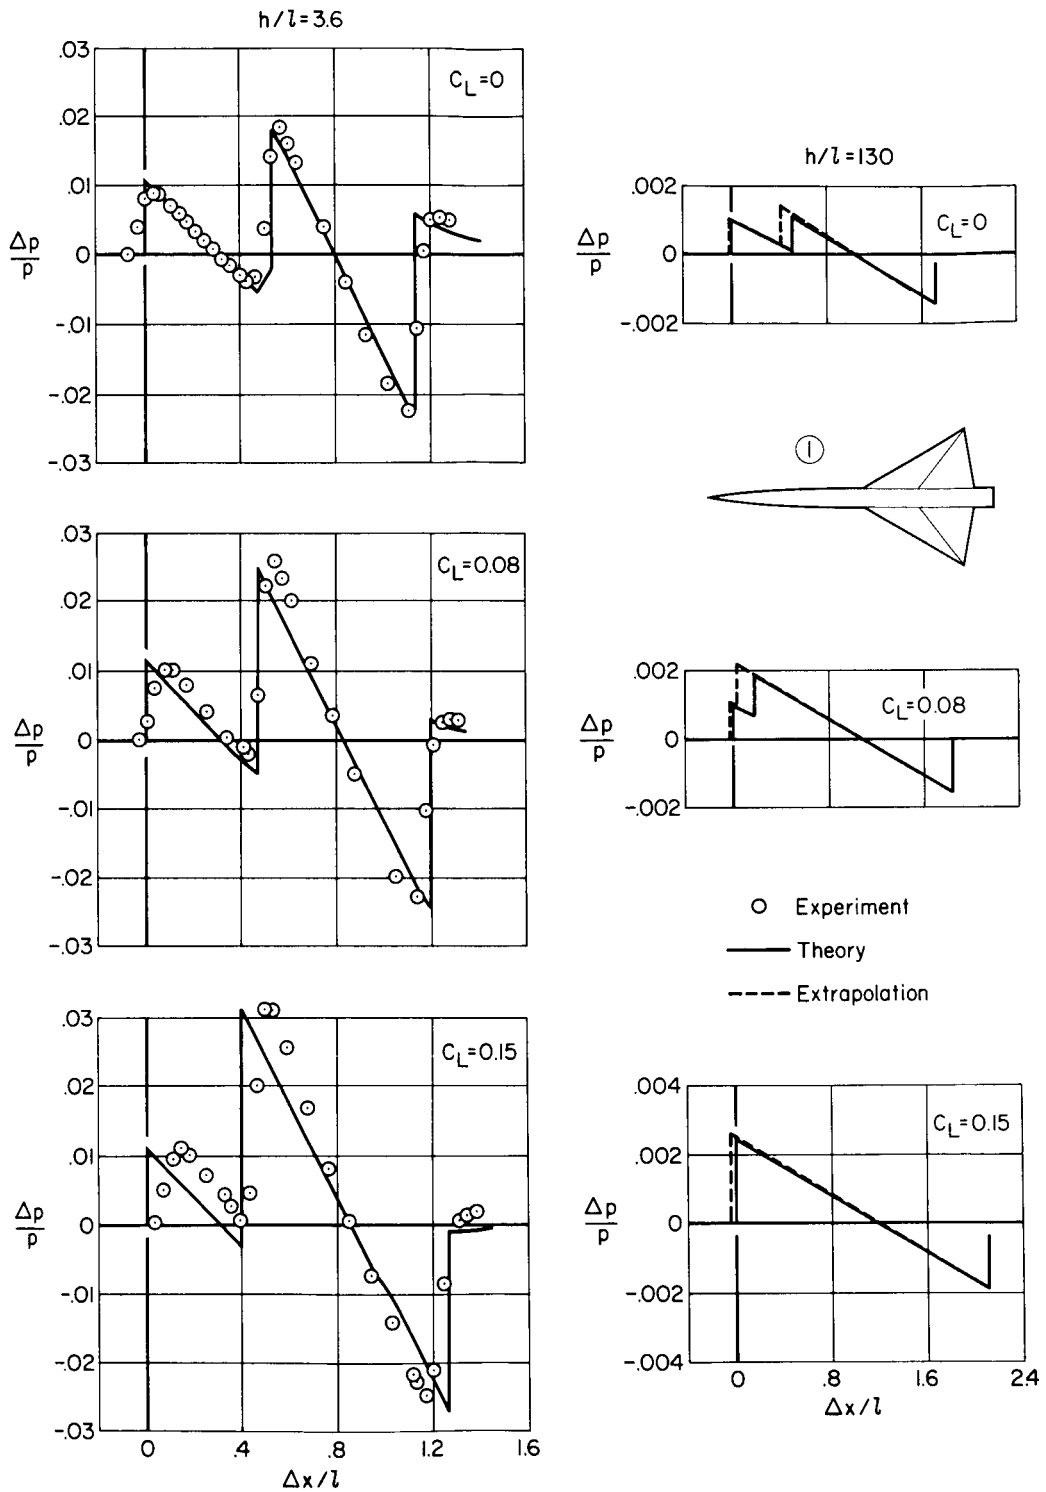 h/l=3.6
.03
.02
.01
0
-.01
-.02
-.03
Δp
p
C_L=0
h/l=130
.002
0
-.002
Δp
p
C_L=0
1
.03
.02
.01
0
-.01
-.02
-.03
Δp
p
C_L=0.08
.002
0
-.002
Δp
p
C_L=0.08
Experiment
Theory
Extrapolation
.03
.02
.01
0
-.01
-.02
-.03
Δp
p
C_L=0.15
0 .4 .8 1.2 1.6
Δx/l
.004
.002
0
-.002
-.004
Δp
p
C_L=0.15
0 .8 1.6 2.4
Δx/l